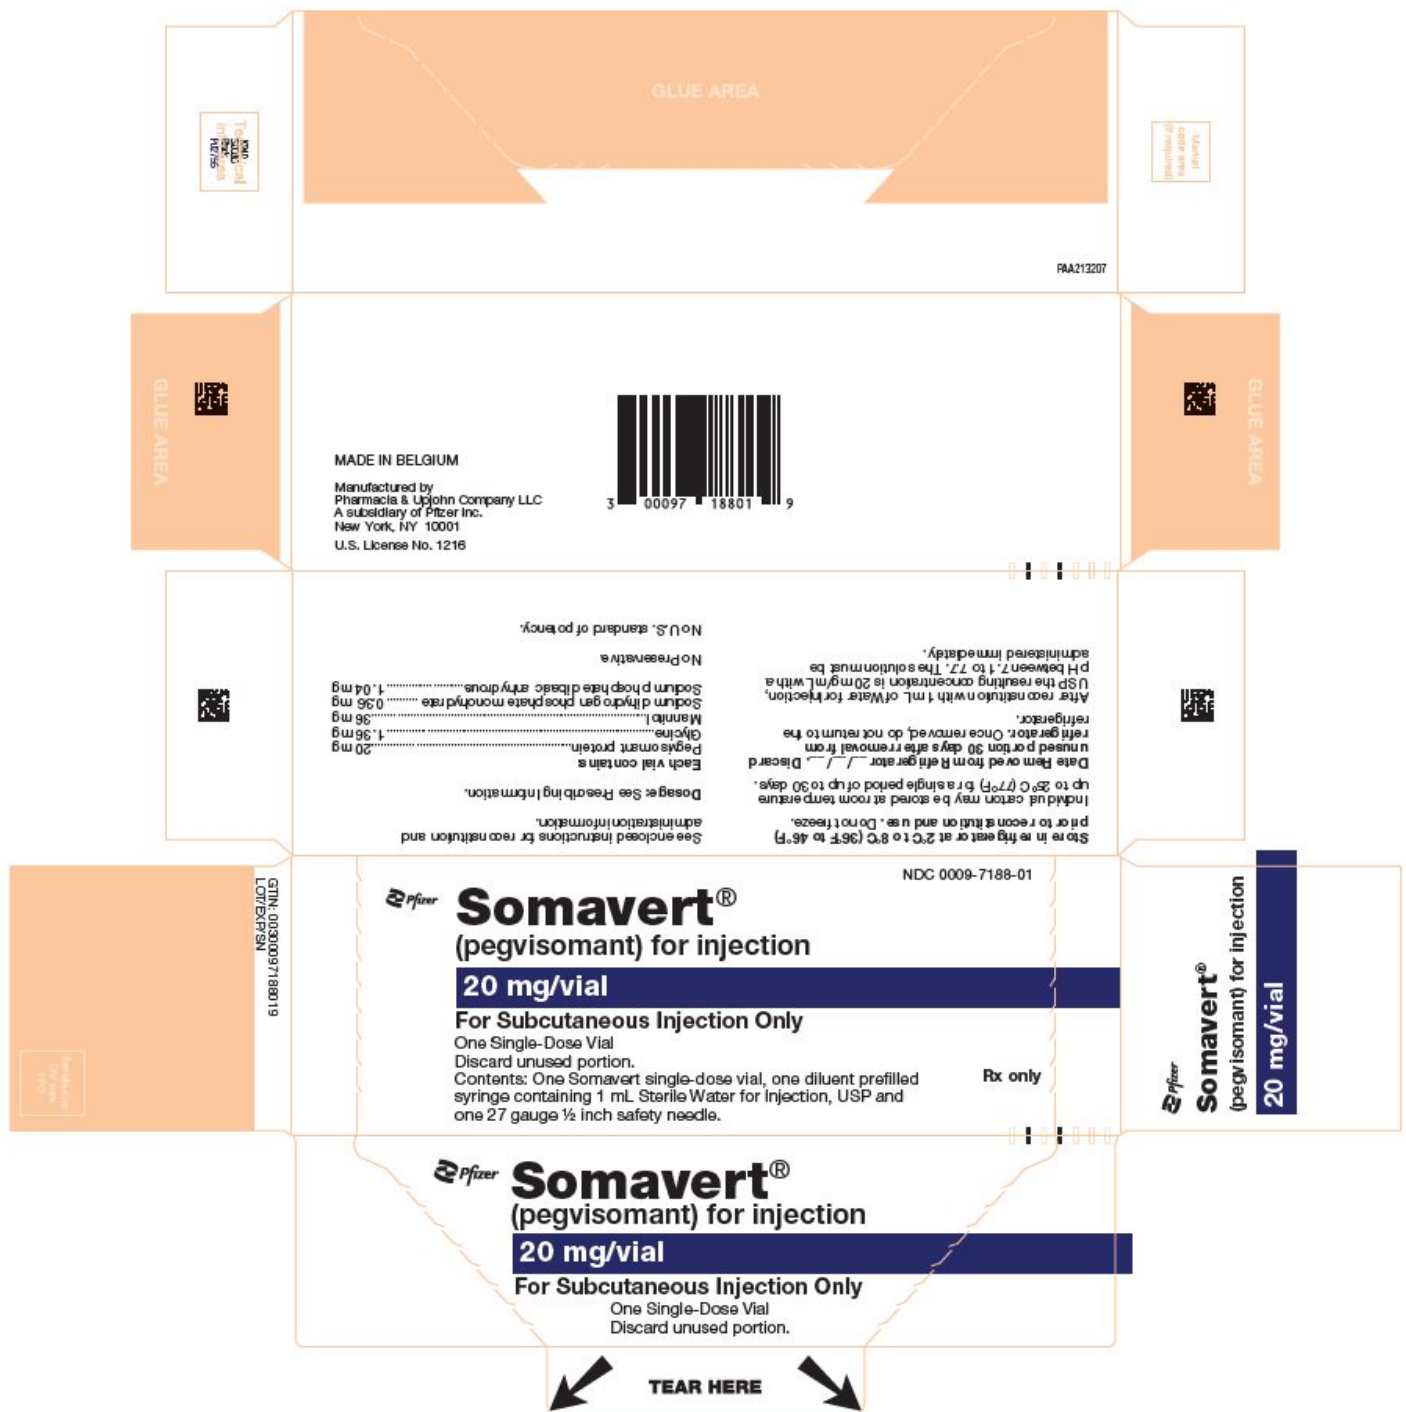 GLUE AREA
Technical
info area
KDMD
Pack
P02755
Market
code area
(if required)
PAA213207
GLUE AREA
GLUE AREA
MADE IN BELGIUM
Manufactured by
Pharmacia & Upjohn Company LLC
A subsidiary of Pfizer Inc.
New York, NY 10001
U.S. License No. 1216
3 00097 18801 9
Store in refrigerator at 2°C to 8°C (36°F to 46°F)
prior to reconstitution and use. Do not freeze.
Individual carton may be stored at room temperature
up to 25°C (77°F) for a single period of up to 30 days.
Date Removed from Refrigerator __/__/__. Discard
unused portion 30 days after removal from
refrigerator. Once removed, do not return to the
refrigerator.
After reconstitution with 1 mL of Water for Injection,
USP the resulting concentration is 20 mg/mL with a
pH between 7.1 to 7.7. The solution must be
administered immediately.
See enclosed instructions for reconstitution and
administration information.
Dosage: See Prescribing Information.
Each vial contains
Pegvisomant protein..........20 mg
Glycine..........1.36 mg
Mannitol..........36 mg
Sodium dihydrogen phosphate monohydrate ........0.36 mg
Sodium phosphate dibasic anhydrous..........1.04 mg
No Preservative
No U.S. standard of potency.
GTIN: 00300097188019
LOT/EXP/SN
Serialization
2D
NDC 0009-7188-01
Pfizer
Somavert®
(pegvisomant) for injection
20 mg/vial
For Subcutaneous Injection Only
One Single-Dose Vial
Discard unused portion.
Contents: One Somavert single-dose vial, one diluent prefilled
syringe containing 1 mL Sterile Water for Injection, USP and
one 27 gauge ½ inch safety needle.
Rx only
Pfizer
Somavert®
(pegvisomant) for injection
20 mg/vial
Pfizer
Somavert®
(pegvisomant) for injection
20 mg/vial
For Subcutaneous Injection Only
One Single-Dose Vial
Discard unused portion.
TEAR HERE